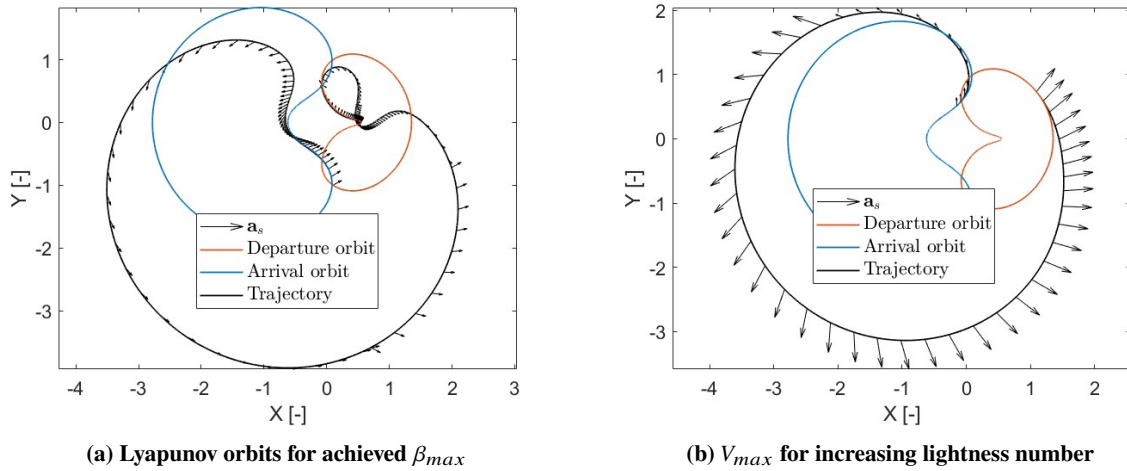 1
0
-1
-2
-3
Y [-]
-4
-3
-2
-1
0
1
2
3
X [-]
a_s
Departure orbit
Arrival orbit
Trajectory
(a) Lyapunov orbits for achieved β_max
2
1
0
-1
-2
-3
Y [-]
-4
-3
-2
-1
0
1
2
X [-]
a_s
Departure orbit
Arrival orbit
Trajectory
(b) V_max for increasing lightness number